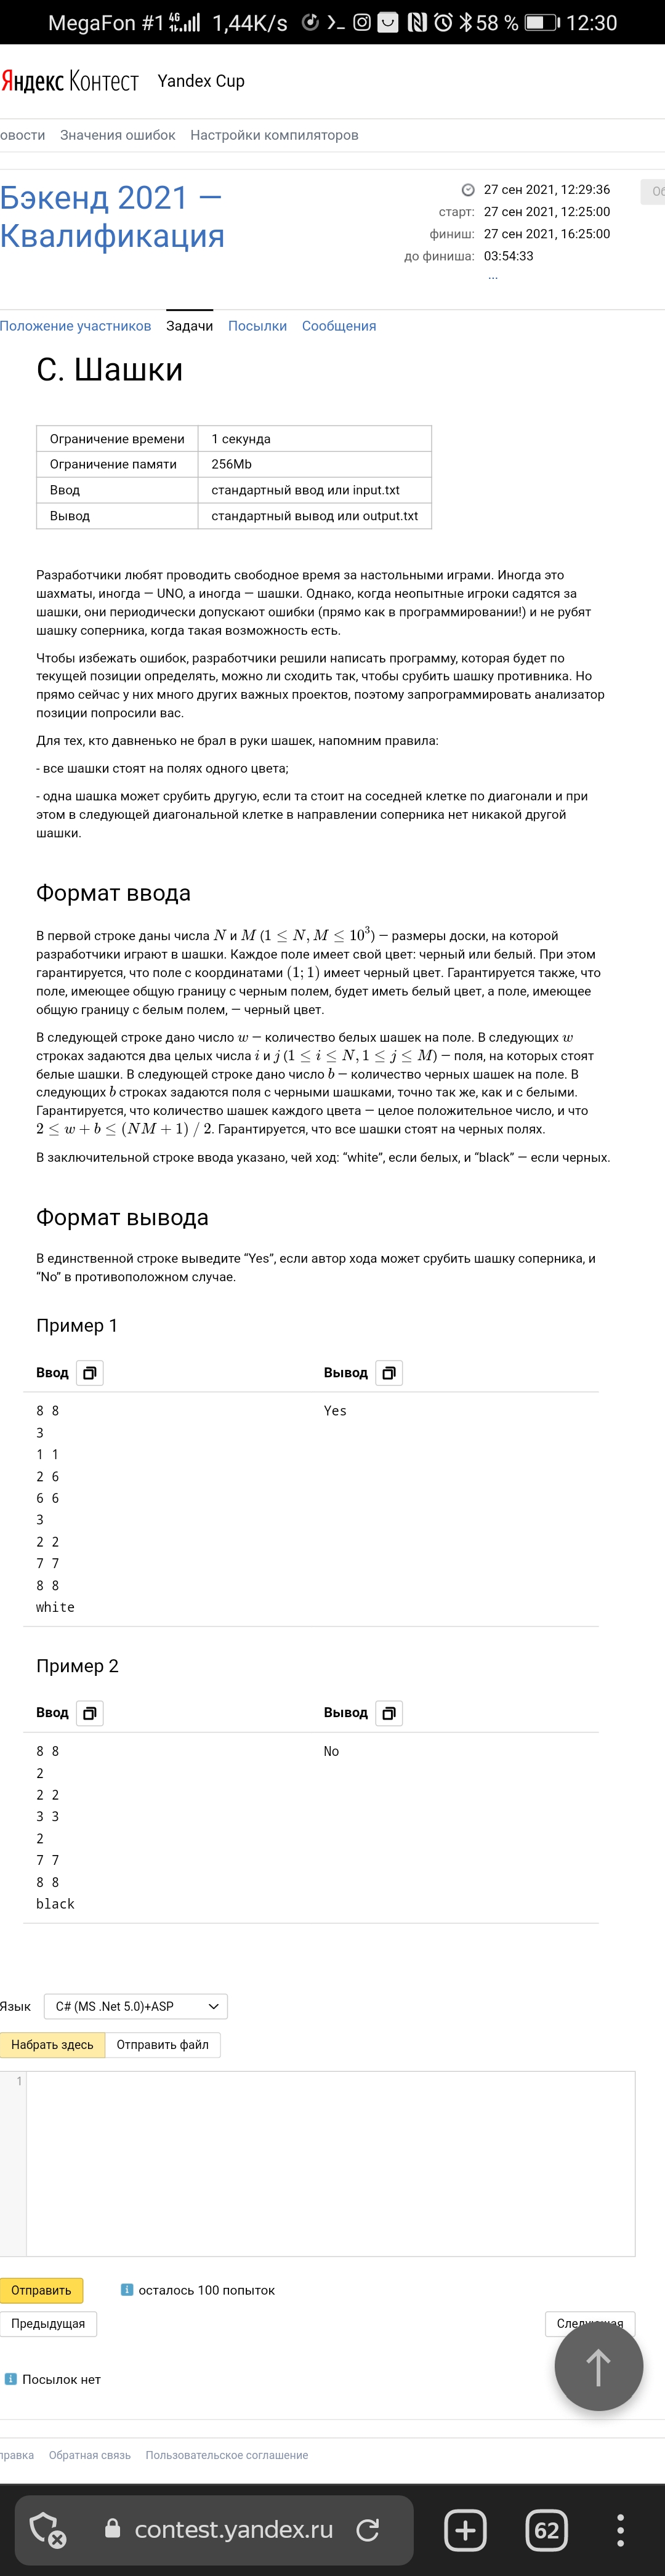 MegaFon #1 4G 1,44K/s 58 % 12:30
Яндекс Контест Yandex Cup
овости Значения ошибок Настройки компиляторов
Бэкенд 2021 —
Квалификация
27 сен 2021, 12:29:36
старт: 27 сен 2021, 12:25:00
финиш: 27 сен 2021, 16:25:00
до финиша: 03:54:33
...
Об
Положение участников Задачи Посылки Сообщения
C. Шашки
Ограничение времени 1 секунда
Ограничение памяти 256Mb
Ввод стандартный ввод или input.txt
Вывод стандартный вывод или output.txt
Разработчики любят проводить свободное время за настольными играми. Иногда это
шахматы, иногда — UNO, а иногда — шашки. Однако, когда неопытные игроки садятся за
шашки, они периодически допускают ошибки (прямо как в программировании!) и не рубят
шашку соперника, когда такая возможность есть.
Чтобы избежать ошибок, разработчики решили написать программу, которая будет по
текущей позиции определять, можно ли сходить так, чтобы срубить шашку противника. Но
прямо сейчас у них много других важных проектов, поэтому запрограммировать анализатор
позиции попросили вас.
Для тех, кто давненько не брал в руки шашек, напомним правила:
- все шашки стоят на полях одного цвета;
- одна шашка может срубить другую, если та стоит на соседней клетке по диагонали и при
этом в следующей диагональной клетке в направлении соперника нет никакой другой
шашки.
Формат ввода
В первой строке даны числа N и M (1 ≤ N, M ≤ 10³) – размеры доски, на которой
разработчики играют в шашки. Каждое поле имеет свой цвет: черный или белый. При этом
гарантируется, что поле с координатами (1; 1) имеет черный цвет. Гарантируется также, что
поле, имеющее общую границу с черным полем, будет иметь белый цвет, а поле, имеющее
общую границу с белым полем, — черный цвет.
В следующей строке дано число w – количество белых шашек на поле. В следующих w
строках задаются два целых числа i и j (1 ≤ i ≤ N, 1 ≤ j ≤ M) – поля, на которых стоят
белые шашки. В следующей строке дано число b – количество черных шашек на поле. В
следующих b строках задаются поля с черными шашками, точно так же, как и с белыми.
Гарантируется, что количество шашек каждого цвета — целое положительное число, и что
2 ≤ w + b ≤ (NM + 1) / 2. Гарантируется, что все шашки стоят на черных полях.
В заключительной строке ввода указано, чей ход: “white”, если белых, и “black” — если черных.
Формат вывода
В единственной строке выведите “Yes”, если автор хода может срубить шашку соперника, и
“No” в противоположном случае.
Пример 1
Ввод Вывод
8 8 Yes
3
1 1
2 6
6 6
3
2 2
7 7
8 8
white
Пример 2
Ввод Вывод
8 8 No
2
2 2
3 3
2
7 7
8 8
black
Язык C# (MS .Net 5.0)+ASP
Набрать здесь Отправить файл
1
Отправить осталось 100 попыток
Предыдущая
Посылок нет
правка Обратная связь Пользовательское соглашение
contest.yandex.ru 62